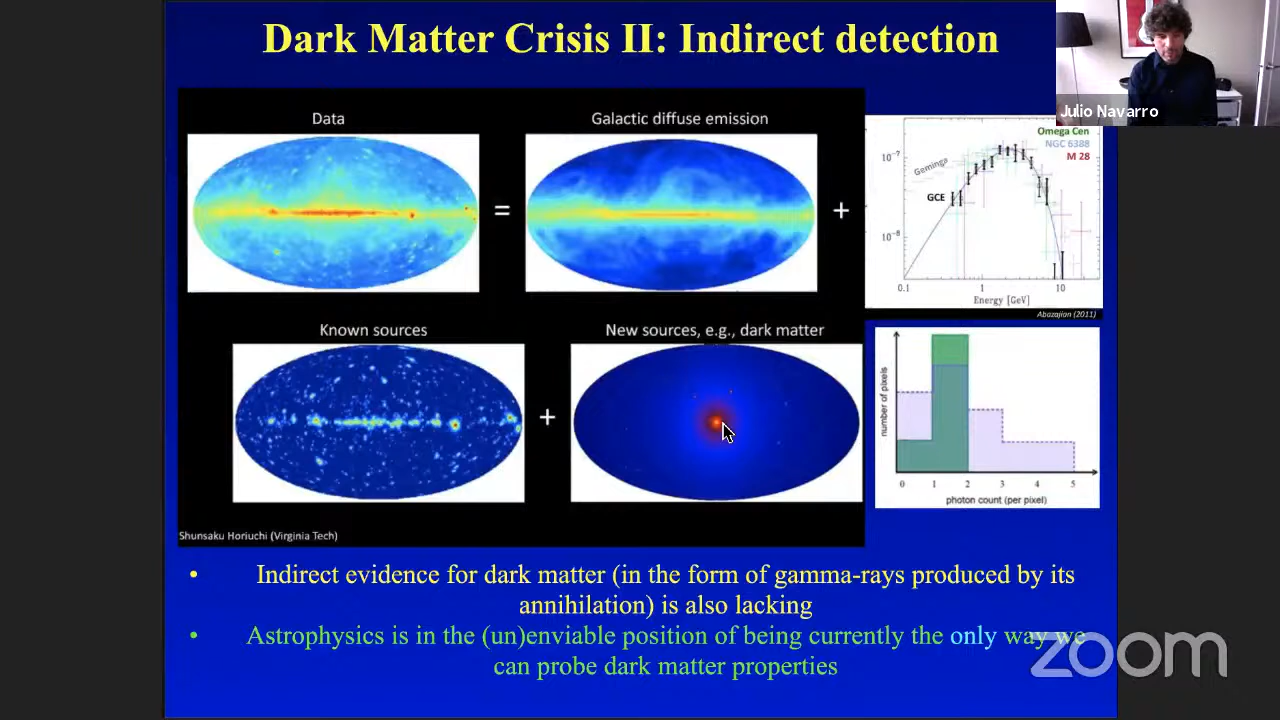 Dark Matter Crisis II: Indirect detection
Julio Navarro
Data
Galactic diffuse emission
=
+
Omega Cen
NGC 6388
M 28
Geminga
GCE
10⁻⁷
10⁻⁸
0.1 1 10
Energy [GeV]
Abazajian (2011)
Known sources
New sources, e.g., dark matter
+
number of pixels
0 1 2 3 4 5
photon count (per pixel)
Shunsaku Horiuchi (Virginia Tech)
• Indirect evidence for dark matter (in the form of gamma-rays produced by its
annihilation) is also lacking
• Astrophysics is in the (un)enviable position of being currently the only way we
can probe dark matter properties
zoom